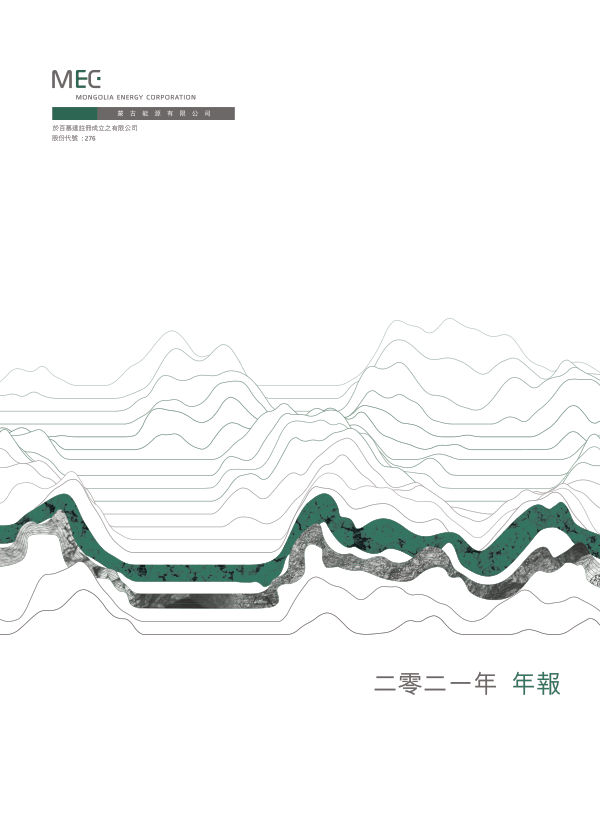 MEC
MONGOLIA ENERGY CORPORATION
蒙古能源有限公司
於百慕達註冊成立之有限公司
股份代號：276
二零二一年 年報